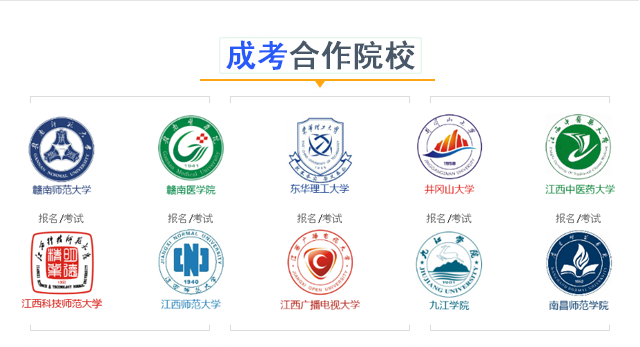 成考合作院校
赣南师范大学 赣南医学院 东华理工大学 井冈山大学 江西中医药大学
报名/考试 报名/考试 报名/考试 报名/考试
江西科技师范大学 江西师范大学 江西广播电视大学 九江学院 南昌师范学院